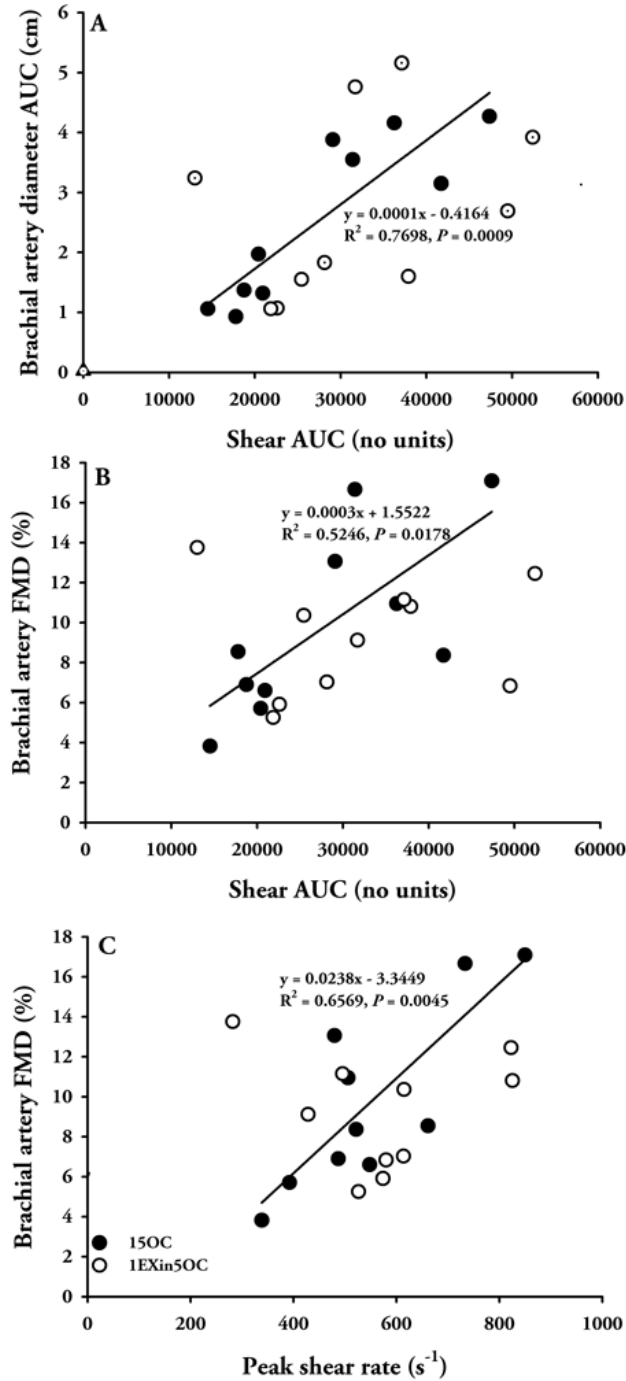 A
Brachial artery diameter AUC (cm)
6
5
4
3
2
1
0
y = 0.0001x - 0.4164
R² = 0.7698, P = 0.0009
0 10000 20000 30000 40000 50000 60000
Shear AUC (no units)
B
Brachial artery FMD (%)
18
16
14
12
10
8
6
4
2
0
y = 0.0003x + 1.5522
R² = 0.5246, P = 0.0178
0 10000 20000 30000 40000 50000 60000
Shear AUC (no units)
C
Brachial artery FMD (%)
18
16
14
12
10
8
6
4
2
0
y = 0.0238x - 3.3449
R² = 0.6569, P = 0.0045
15OC
1EXin5OC
0 200 400 600 800 1000
Peak shear rate (s⁻¹)